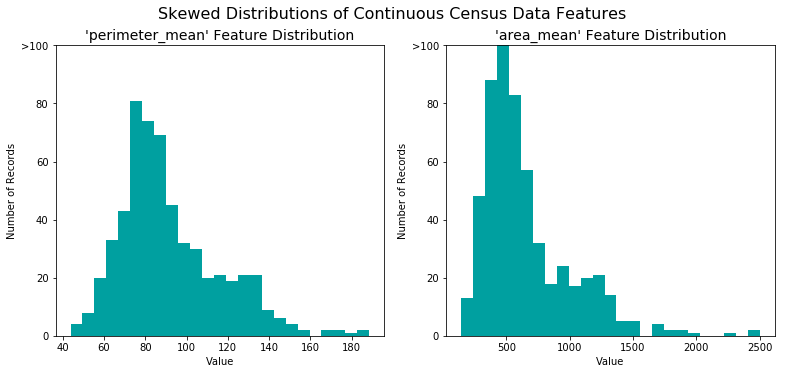 Skewed Distributions of Continuous Census Data Features
'perimeter_mean' Feature Distribution
>100
80
60
40
20
0
Number of Records
40 60 80 100 120 140 160 180
Value
'area_mean' Feature Distribution
>100
80
60
40
20
0
Number of Records
500 1000 1500 2000 2500
Value